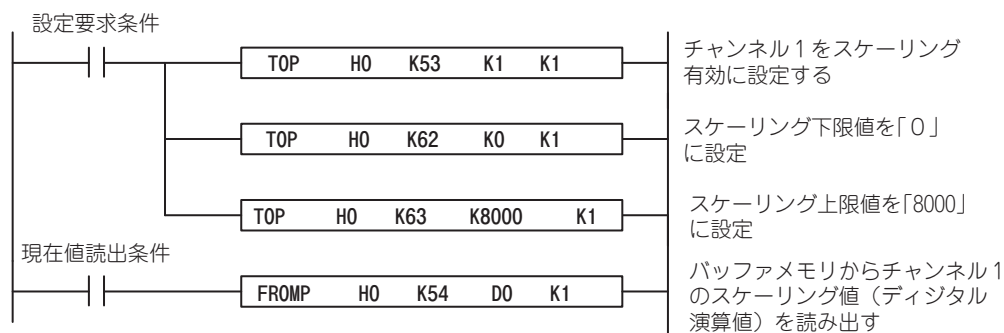 設定要求条件
TOP H0 K53 K1 K1
チャンネル1をスケーリング
有効に設定する
TOP H0 K62 K0 K1
スケーリング下限値を「0」
に設定
TOP H0 K63 K8000 K1
スケーリング上限値を「8000」
に設定
現在値読出条件
FROMP H0 K54 D0 K1
バッファメモリからチャンネル1
のスケーリング値（ディジタル
演算値）を読み出す